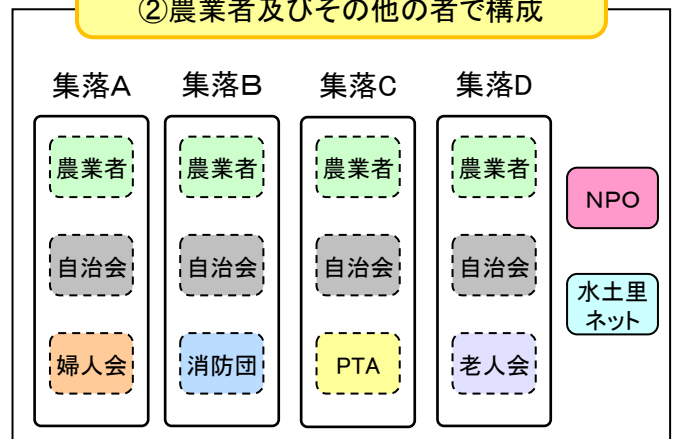 ②農業者及びその他の者で構成
集落A 集落B 集落C 集落D
農業者 農業者 農業者 農業者
NPO
自治会 自治会 自治会 自治会
水土里
ネット
婦人会 消防団 PTA 老人会